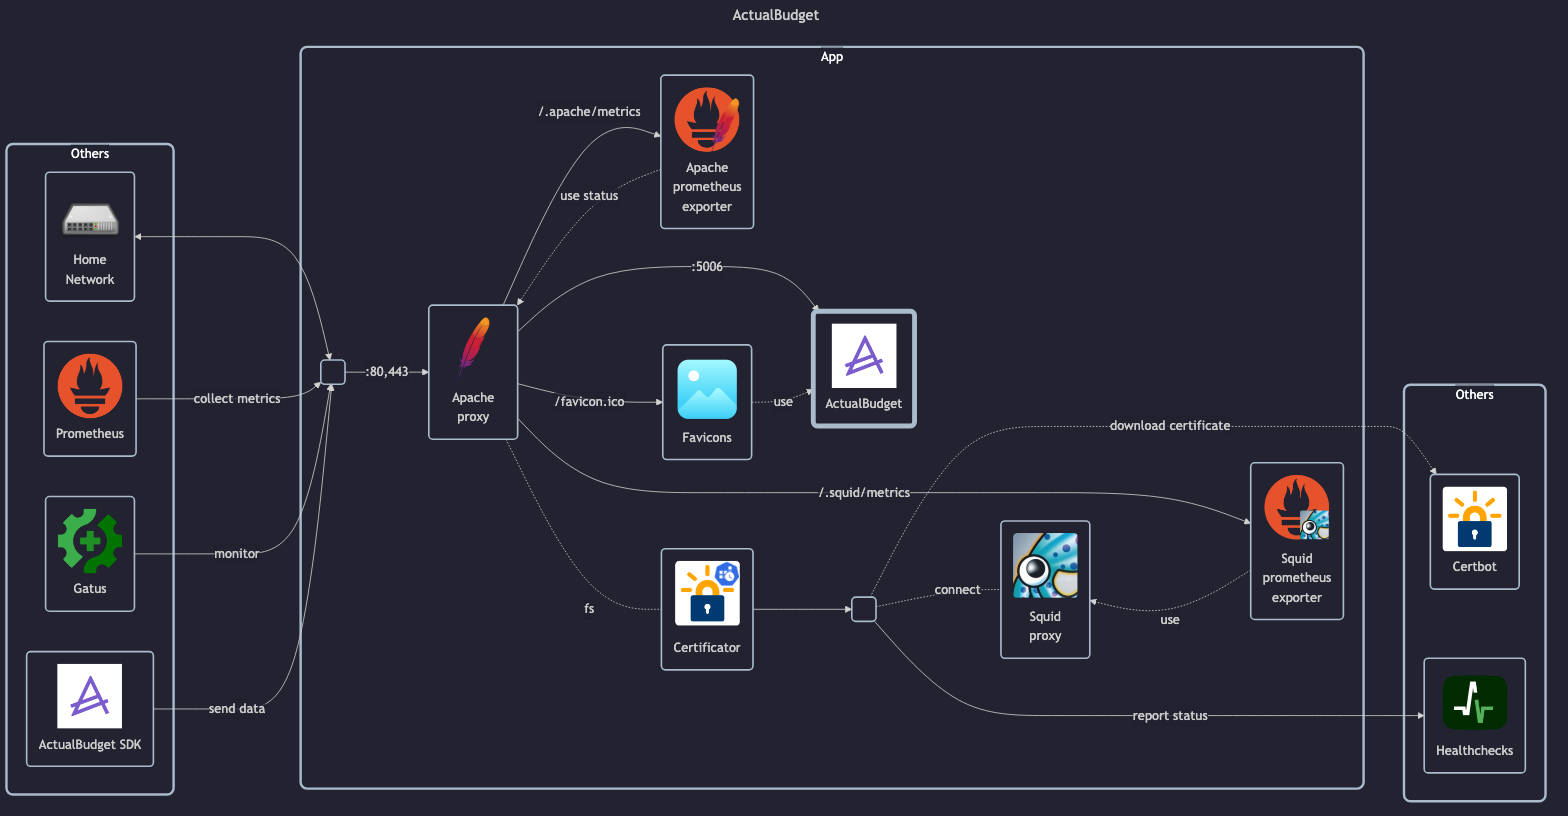 ActualBudget
App
Others
Home
Network
Prometheus
Gatus
ActualBudget SDK
collect metrics
monitor
send data
:80,443
Apache
proxy
/.apache/metrics
use status
Apache
prometheus
exporter
:5006
/favicon.ico
Favicons
use
ActualBudget
/.squid/metrics
fs
Certificator
download certificate
connect
Squid
proxy
use
Squid
prometheus
exporter
report status
Others
Certbot
Healthchecks